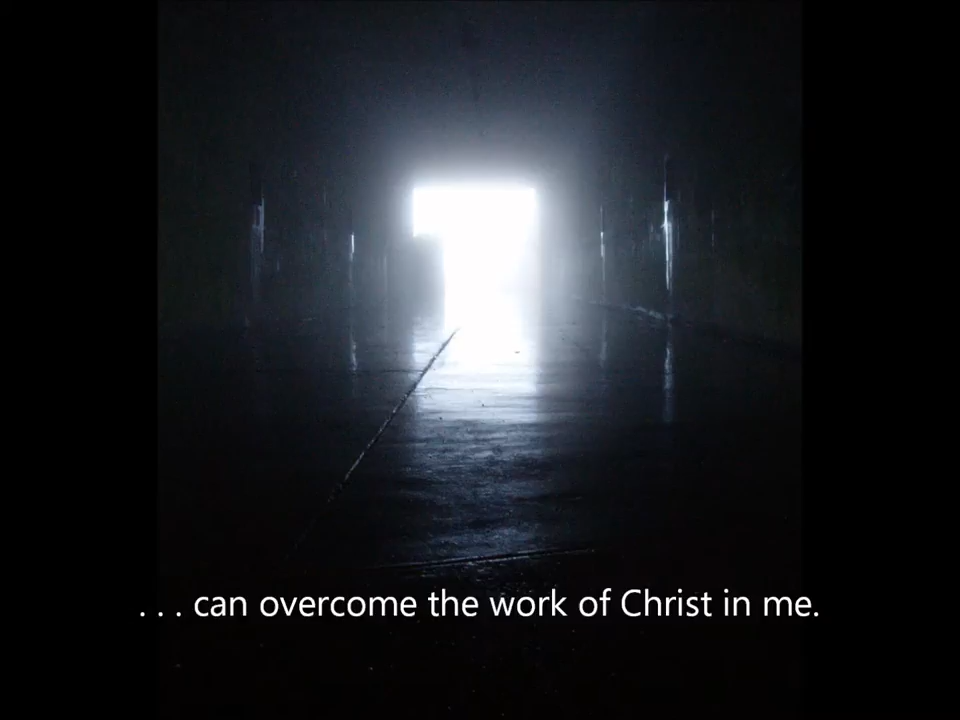 . . . can overcome the work of Christ in me.